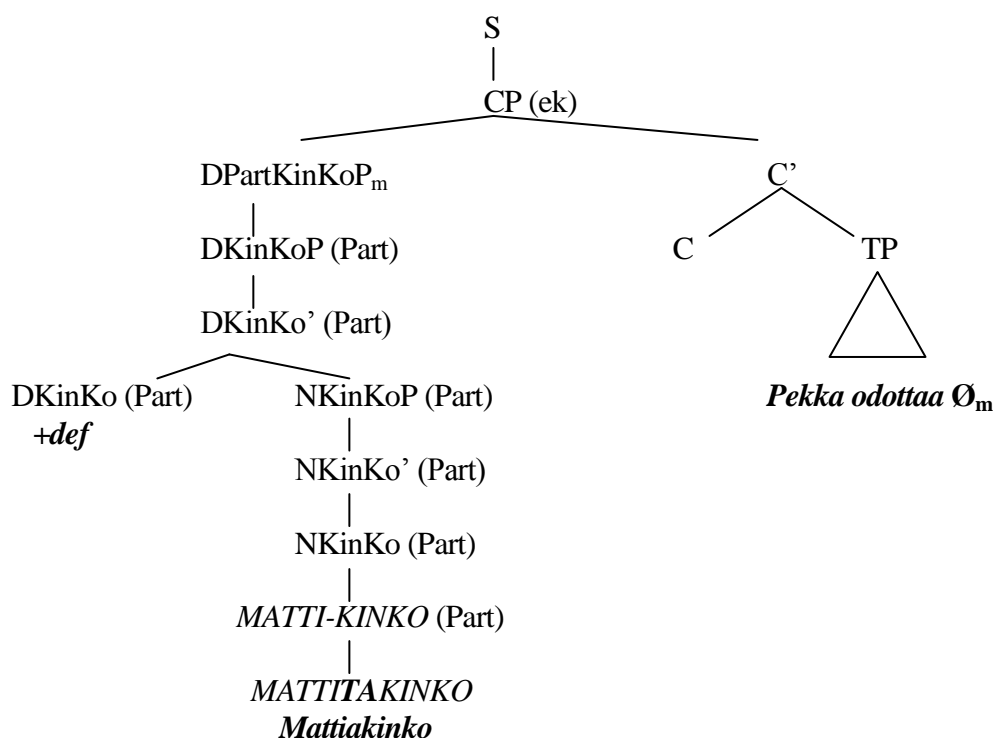 S
CP (ek)
DPartKinKoPm
C’
DKinKoP (Part)
C
TP
DKinKo’ (Part)
DKinKo (Part)
NKinKoP (Part)
Pekka odottaa Øm
+def
NKinKo’ (Part)
NKinKo (Part)
MATTI-KINKO (Part)
MATTITAKINKO
Mattiakinko